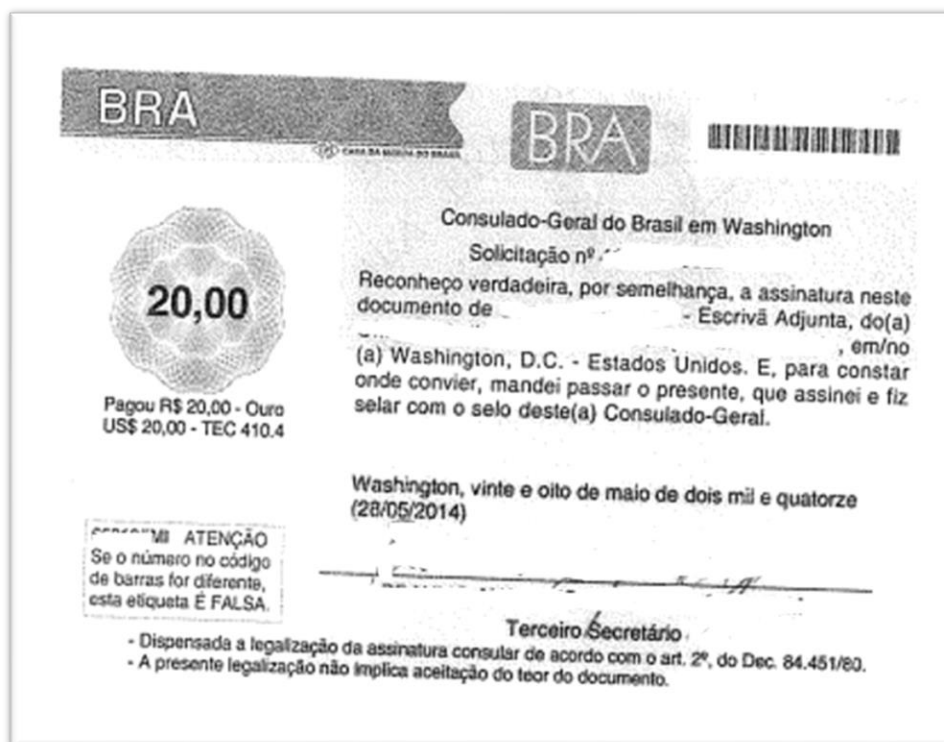 BRA
CASA DA MOEDA DO BRASIL
BRA
Consulado-Geral do Brasil em Washington
Solicitação nº
Reconheço verdadeira, por semelhança, a assinatura neste
documento de - Escrivã Adjunta, do(a)
, em/no
(a) Washington, D.C. - Estados Unidos. E, para constar
onde convier, mandei passar o presente, que assinei e fiz
selar com o selo deste(a) Consulado-Geral.
20,00
Pagou R$ 20,00 - Ouro
US$ 20,00 - TEC 410.4
Washington, vinte e oito de maio de dois mil e quatorze
(28/05/2014)
ATENÇÃO
Se o número no código
de barras for diferente,
esta etiqueta É FALSA.
Terceiro Secretário
- Dispensada a legalização da assinatura consular de acordo com o art. 2º, do Dec. 84.451/80.
- A presente legalização não implica aceitação do teor do documento.